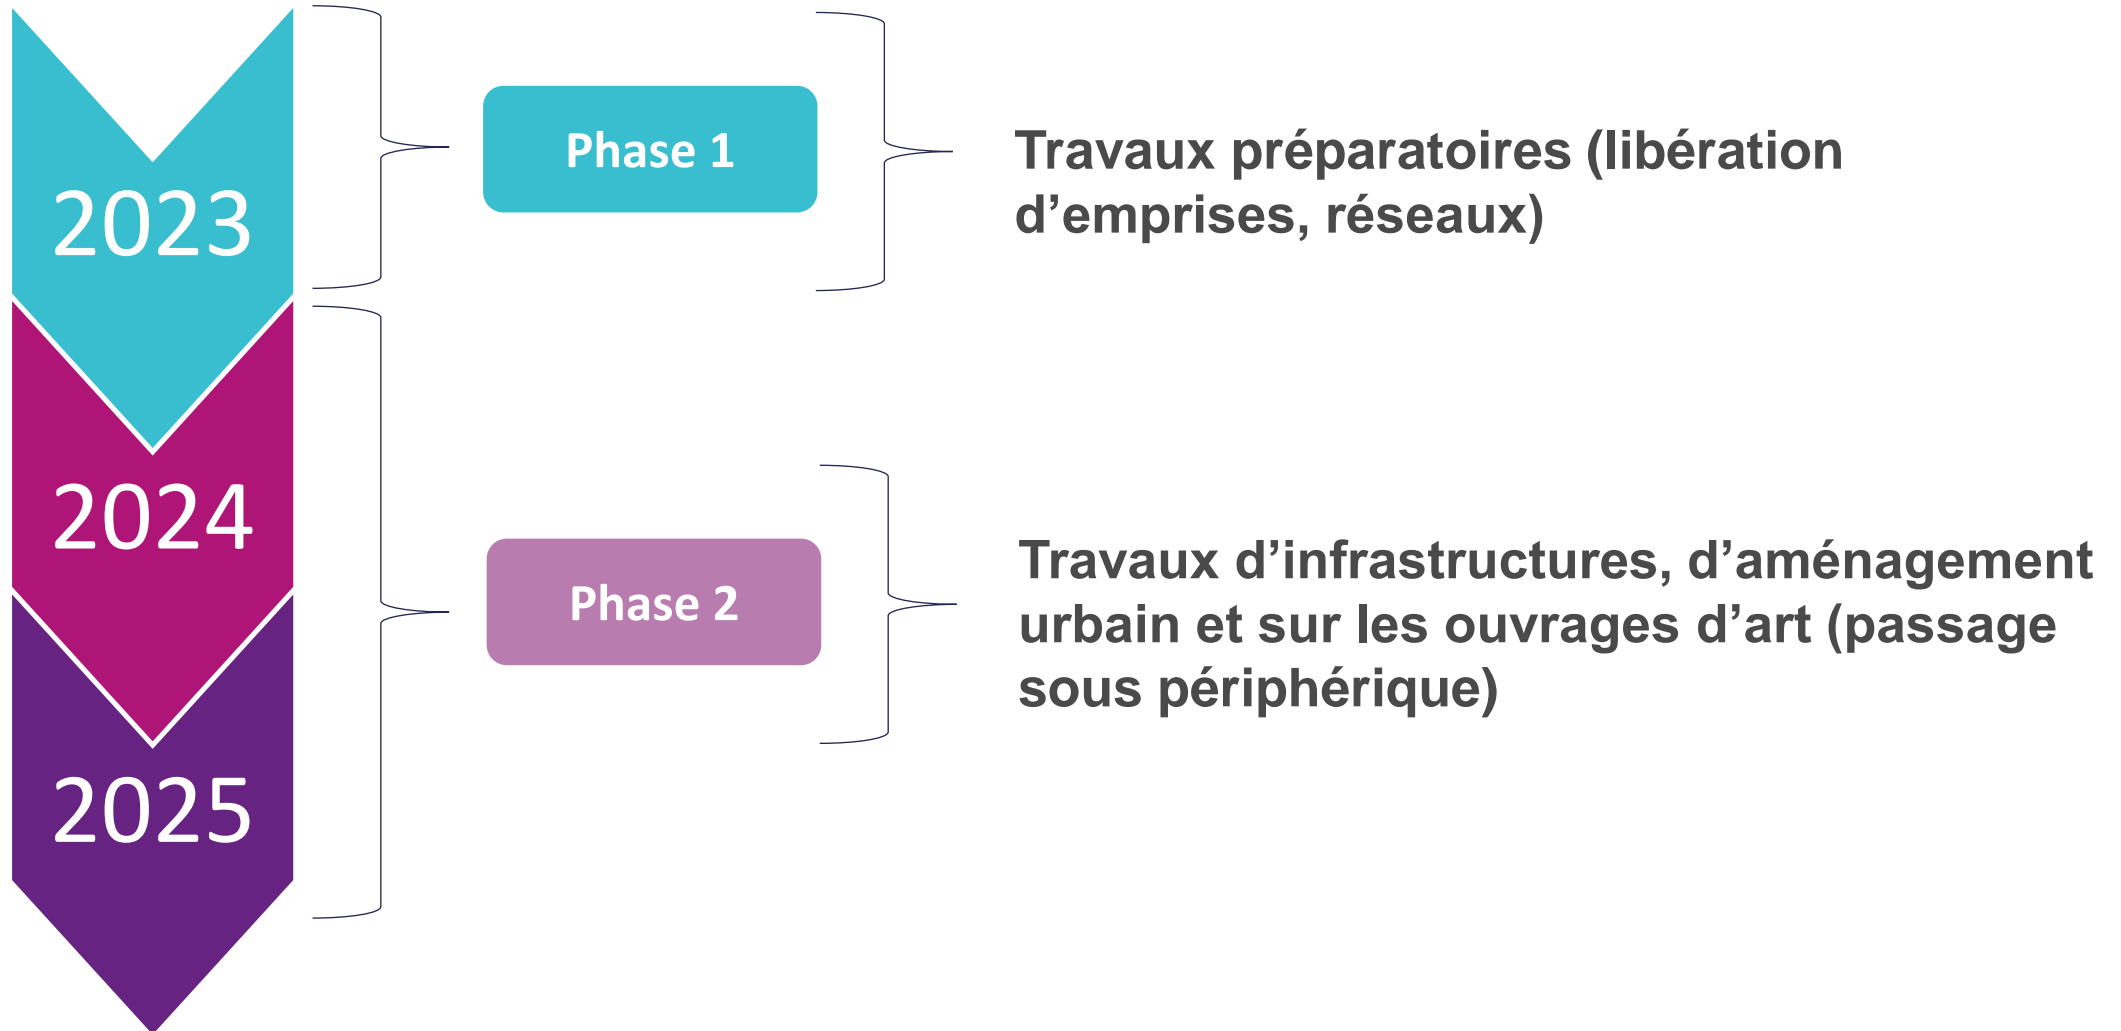 2023
Phase 1
Travaux préparatoires (libération
d’emprises, réseaux)
2024
Phase 2
Travaux d’infrastructures, d’aménagement
urbain et sur les ouvrages d’art (passage
sous périphérique)
2025